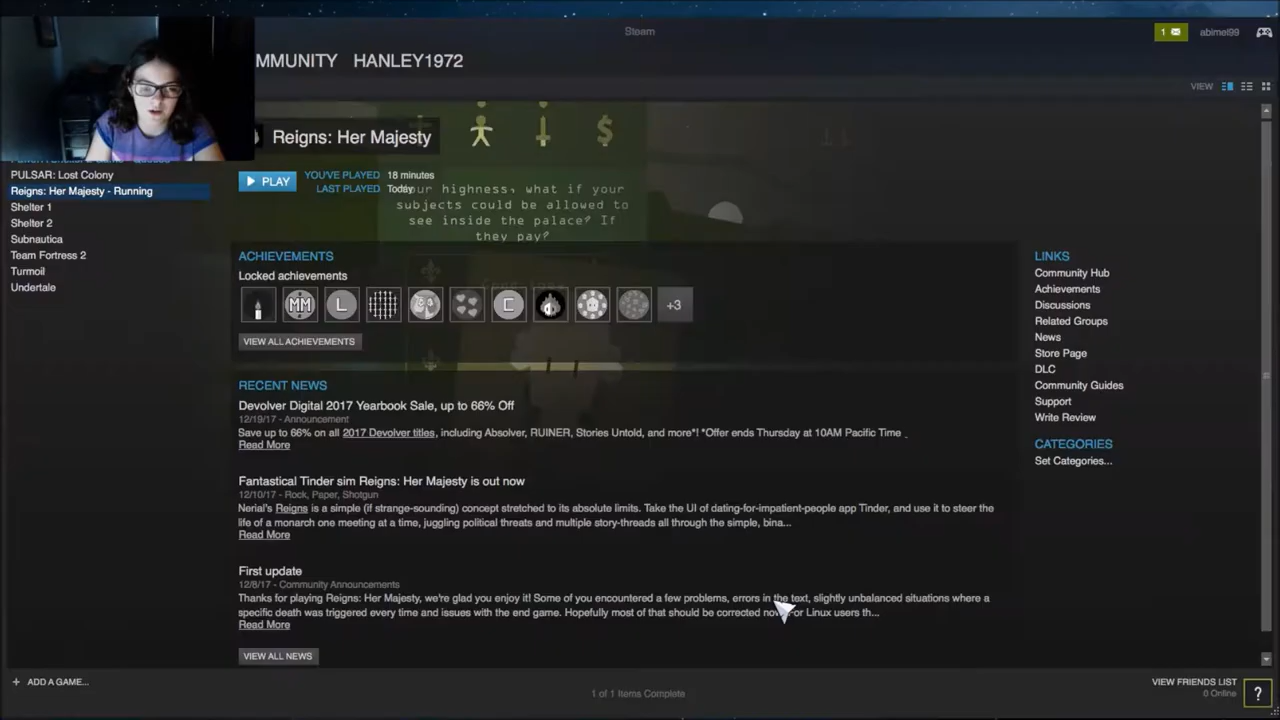 Steam
1
abimel99
MMUNITY HANLEY1972
VIEW
Reigns: Her Majesty
PLAY
YOU'VE PLAYED 18 minutes
LAST PLAYED Today
your highness, what if your
subjects could be allowed to
see inside the palace? If
they pay?
PULSAR: Lost Colony
Reigns: Her Majesty - Running
Shelter 1
Shelter 2
Subnautica
Team Fortress 2
Turmoil
Undertale
ACHIEVEMENTS
Locked achievements
MM
L
C
+3
VIEW ALL ACHIEVEMENTS
RECENT NEWS
Devolver Digital 2017 Yearbook Sale, up to 66% Off
12/19/17 - Announcement
Save up to 66% on all 2017 Devolver titles, including Absolver, RUINER, Stories Untold, and more*! *Offer ends Thursday at 10AM Pacific Time .
Read More
Fantastical Tinder sim Reigns: Her Majesty is out now
12/10/17 - Rock, Paper, Shotgun
Nerial's Reigns is a simple (if strange-sounding) concept stretched to its absolute limits. Take the UI of dating-for-impatient-people app Tinder, and use it to steer the
life of a monarch one meeting at a time, juggling political threats and multiple story-threads all through the simple, bina...
Read More
First update
12/8/17 - Community Announcements
Thanks for playing Reigns: Her Majesty, we're glad you enjoy it! Some of you encountered a few problems, errors in the text, slightly unbalanced situations where a
specific death was triggered every time and issues with the end game. Hopefully most of that should be corrected now. For Linux users th...
Read More
VIEW ALL NEWS
LINKS
Community Hub
Achievements
Discussions
Related Groups
News
Store Page
DLC
Community Guides
Support
Write Review
CATEGORIES
Set Categories...
+ ADD A GAME...
1 of 1 Items Complete
VIEW FRIENDS LIST
0 Online
?